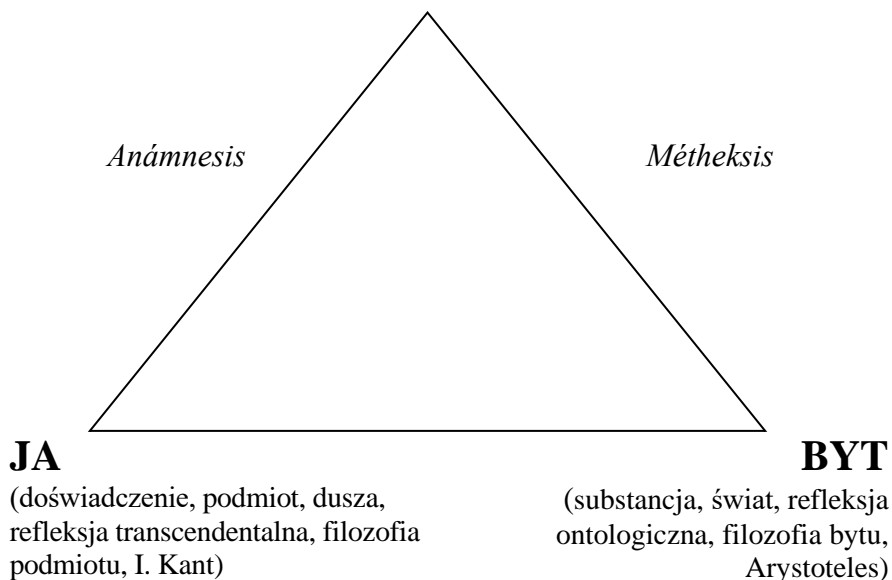 Anámnesis
Métheksis
JA
(doświadczenie, podmiot, dusza,
refleksja transcendentalna, filozofia
podmiotu, I. Kant)
BYT
(substancja, świat, refleksja
ontologiczna, filozofia bytu,
Arystoteles)